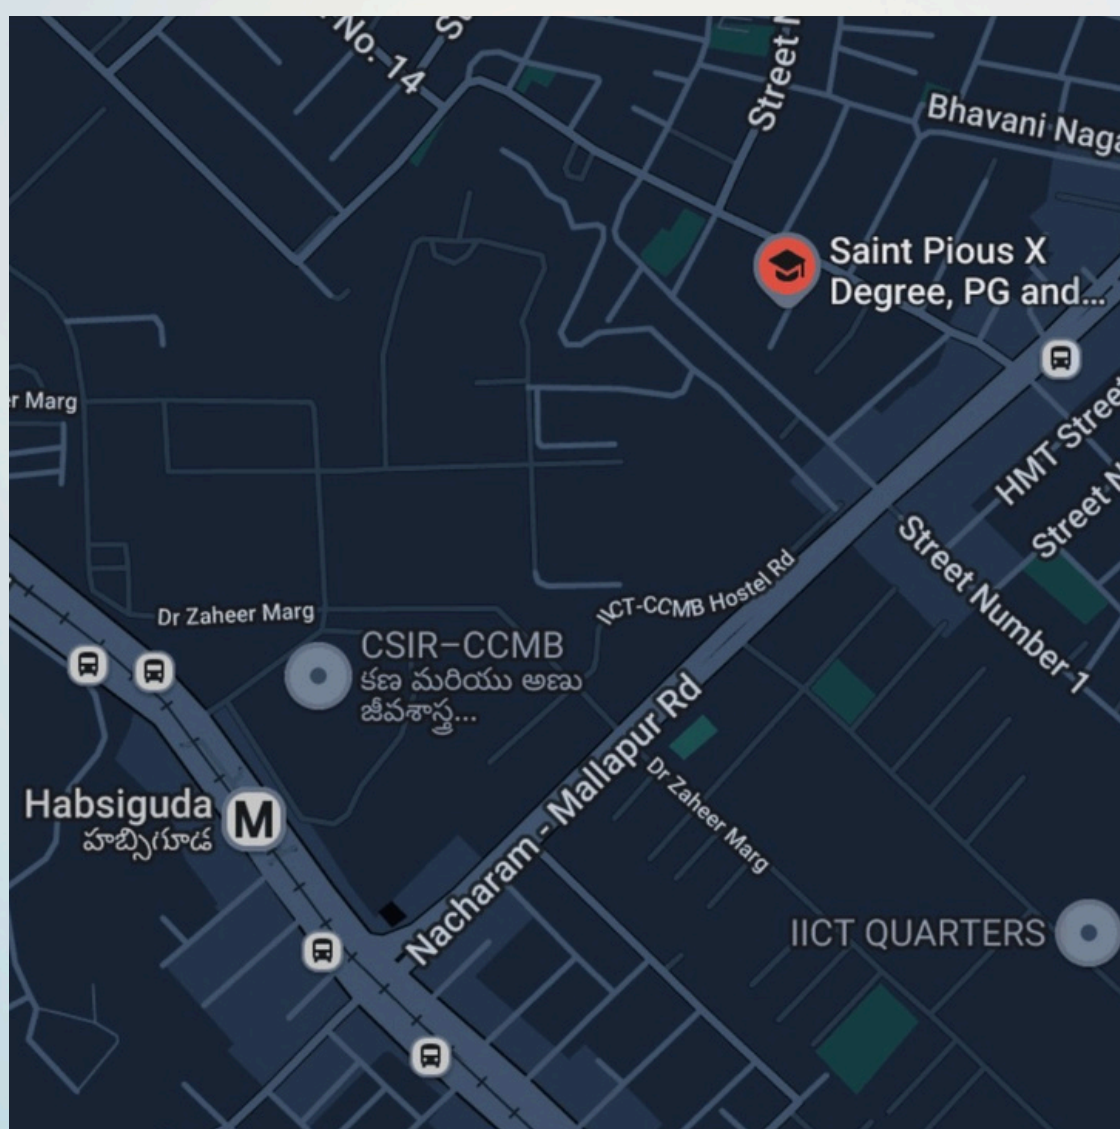 No. 14
Street
Bhavani Naga
Saint Pious X
Degree, PG and...
er Marg
HMT Street
Street N
Street Number 1
IICT-CCMB Hostel Rd
Dr Zaheer Marg
CSIR–CCMB
కణ మరియు అణు
జీవశాస్త్ర...
Nacharam - Mallapur Rd
Dr Zaheer Marg
Habsiguda
హబ్సిగూడ
M
IICT QUARTERS